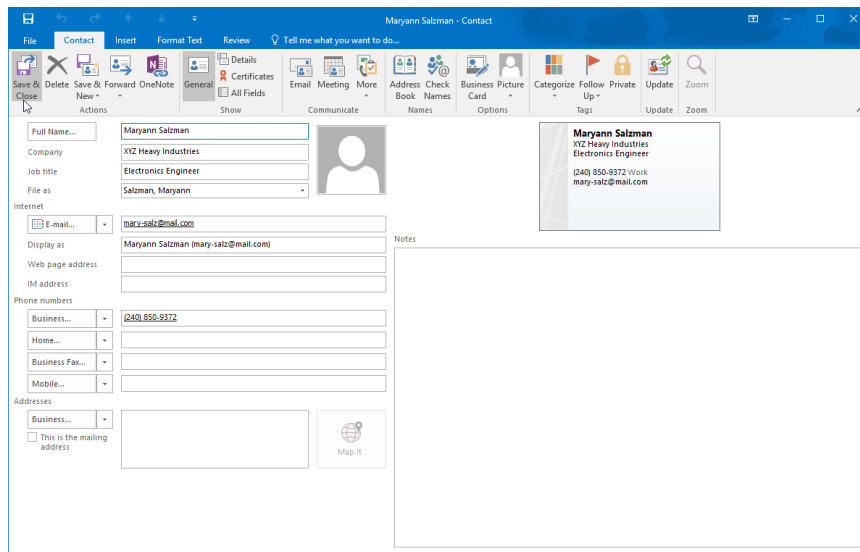 Maryann Salzman - Contact
File Contact Insert Format Text Review Tell me what you want to do...
Save & Close Delete Save & New Forward OneNote General Details Certificates All Fields Email Meeting More Address Book Check Names Business Card Picture Categorize Follow Up Private Update Zoom
Actions Show Communicate Names Options Tags Update Zoom
Full Name... Maryann Salzman
Company XYZ Heavy Industries
Job title Electronics Engineer
File as Salzman, Maryann
Internet
E-mail... mary-salz@mail.com
Display as Maryann Salzman (mary-salz@mail.com)
Web page address
IM address
Phone numbers
Business... (240) 850-9372
Home...
Business Fax...
Mobile...
Addresses
Business...
This is the mailing
address
Map It
Maryann Salzman
XYZ Heavy Industries
Electronics Engineer
(240) 850-9372 Work
mary-salz@mail.com
Notes